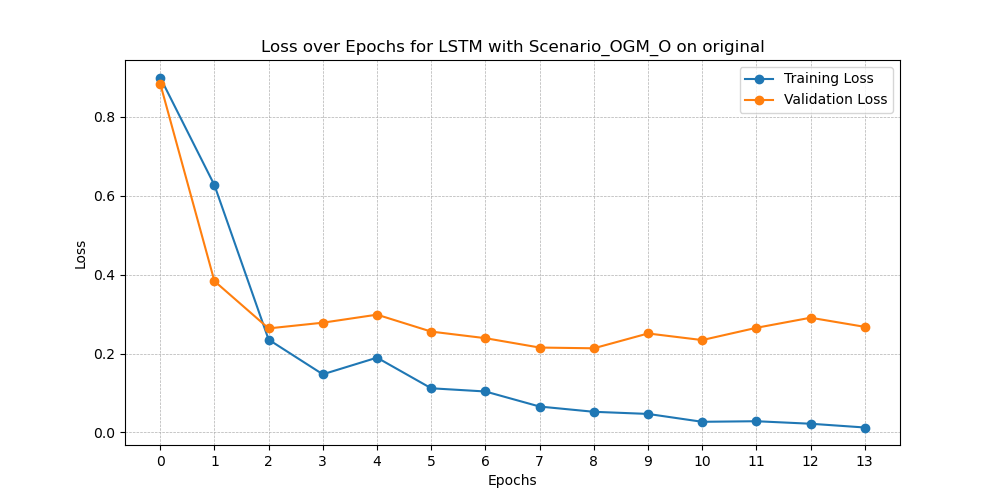 Loss over Epochs for LSTM with Scenario_OGM_O on original
Training Loss
Validation Loss
0.8
0.6
0.4
0.2
0.0
Loss
0 1 2 3 4 5 6 7 8 9 10 11 12 13
Epochs